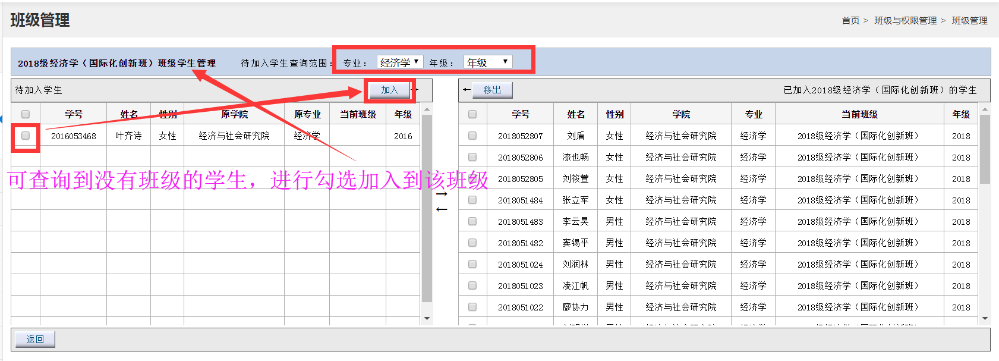 班级管理
首页 > 班级与权限管理 > 班级管理
2018级经济学（国际化创新班）班级学生管理 待加入学生查询范围： 专业： 经济学 年级： 年级
待加入学生 加入 →
← 移出 已加入2018级经济学（国际化创新班）的学生
学号 姓名 性别 原学院 原专业 当前班级 年级
2016053468 叶齐诗 女性 经济与社会研究院 经济学 2016
可查询到没有班级的学生，进行勾选加入到该班级
→
←
学号 姓名 性别 学院 专业 当前班级 年级
2018052807 刘盾 女性 经济与社会研究院 经济学 2018级经济学（国际化创新班） 2018
2018052806 漆也畅 女性 经济与社会研究院 经济学 2018级经济学（国际化创新班） 2018
2018052805 刘筱萱 女性 经济与社会研究院 经济学 2018级经济学（国际化创新班） 2018
2018051484 张立军 女性 经济与社会研究院 经济学 2018级经济学（国际化创新班） 2018
2018051483 李云昊 男性 经济与社会研究院 经济学 2018级经济学（国际化创新班） 2018
2018051482 窦锡平 男性 经济与社会研究院 经济学 2018级经济学（国际化创新班） 2018
2018051024 刘润林 男性 经济与社会研究院 经济学 2018级经济学（国际化创新班） 2018
2018051023 凌江帆 男性 经济与社会研究院 经济学 2018级经济学（国际化创新班） 2018
2018051022 廖协力 男性 经济与社会研究院 经济学 2018级经济学（国际化创新班） 2018
返回